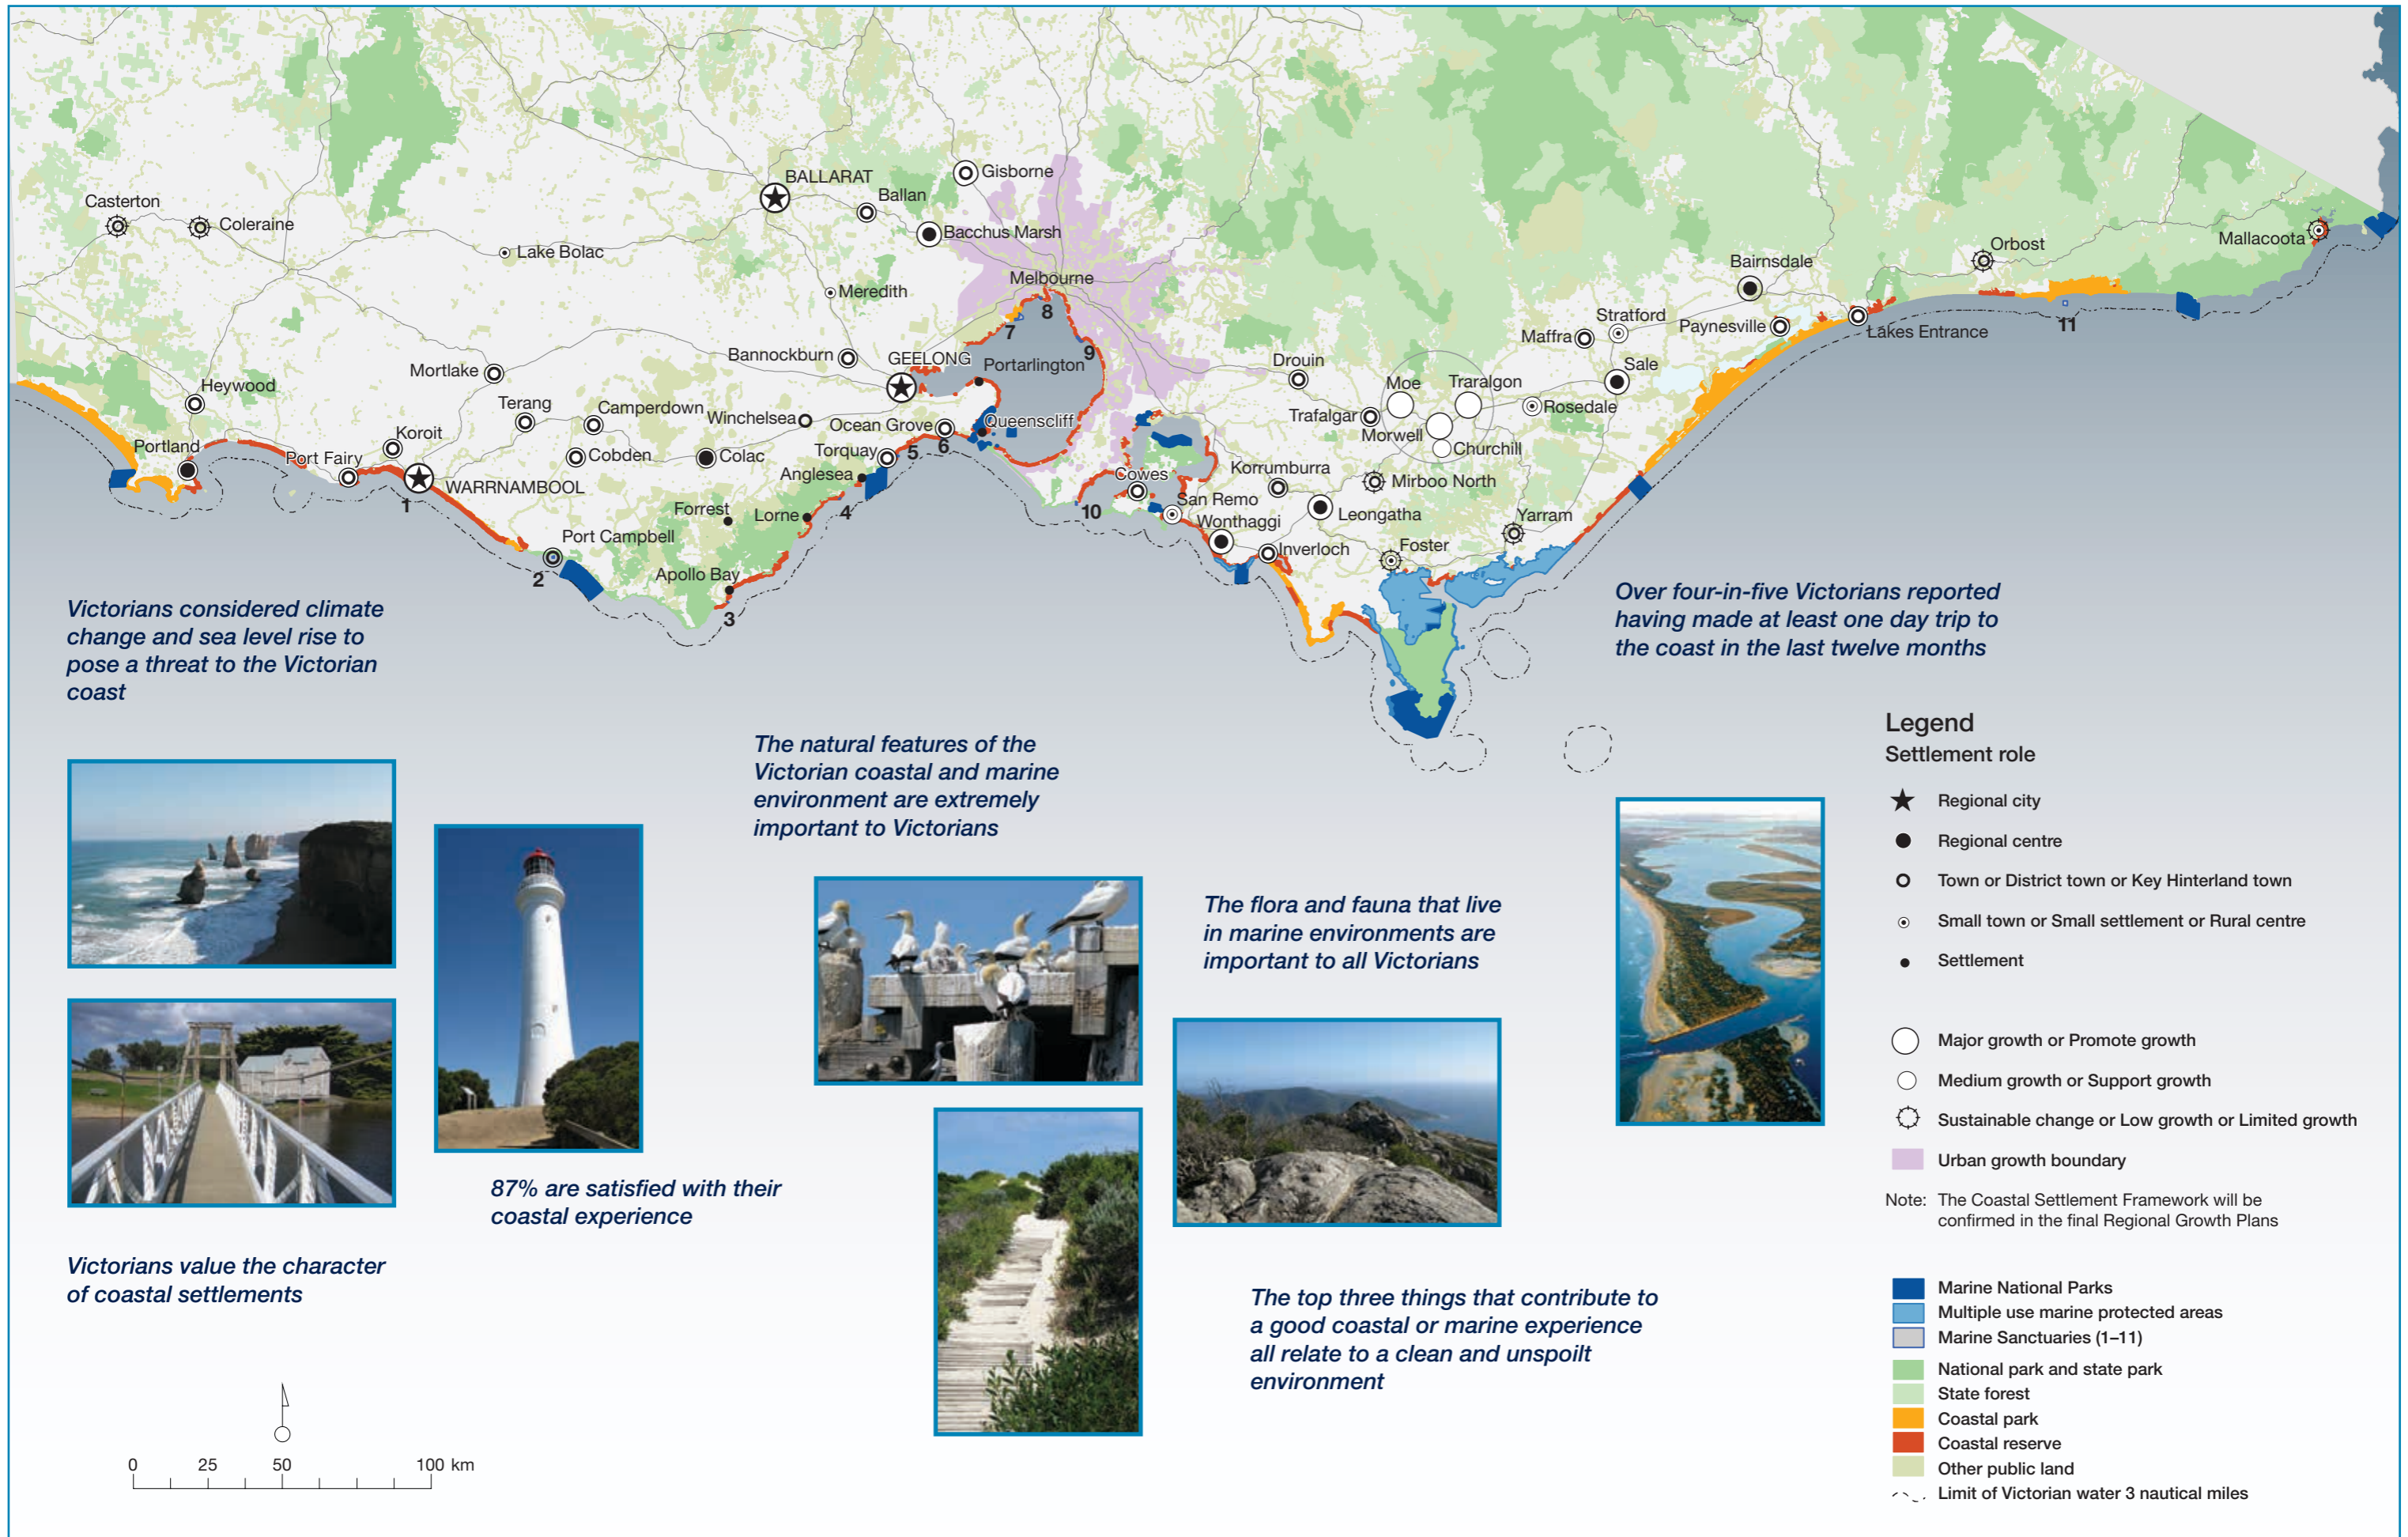 Gisborne
BALLARAT
Ballan
Casterton
Coleraine
Bacchus Marsh
Lake Bolac
Meredith
Melbourne
Orbost
Mallacoota
Bairnsdale
Stratford
Paynesville
Maffra
Lakes Entrance
11
7
8
9
Bannockburn
GEELONG
Portarlington
Drouin
Sale
Mortlake
Heywood
Moe
Traralgon
Terang
Camperdown
Winchelsea
Ocean Grove
Queenscliff
Trafalgar
Rosedale
Morwell
Churchill
Koroit
Portland
Port Fairy
Cobden
Colac
Torquay
5
6
Anglesea
Cowes
Korrumburra
Mirboo North
WARRNAMBOOL
1
Forrest
Lorne
4
10
San Remo
Wonthaggi
Leongatha
Yarram
Port Campbell
Inverloch
Foster
2
Apollo Bay
3
Victorians considered climate
change and sea level rise to
pose a threat to the Victorian
coast
Over four-in-five Victorians reported
having made at least one day trip to
the coast in the last twelve months
The natural features of the
Victorian coastal and marine
environment are extremely
important to Victorians
The flora and fauna that live
in marine environments are
important to all Victorians
87% are satisfied with their
coastal experience
Victorians value the character
of coastal settlements
The top three things that contribute to
a good coastal or marine experience
all relate to a clean and unspoilt
environment
0 25 50 100 km
Legend
Settlement role
Regional city
Regional centre
Town or District town or Key Hinterland town
Small town or Small settlement or Rural centre
Settlement
Major growth or Promote growth
Medium growth or Support growth
Sustainable change or Low growth or Limited growth
Urban growth boundary
Note: The Coastal Settlement Framework will be
confirmed in the final Regional Growth Plans
Marine National Parks
Multiple use marine protected areas
Marine Sanctuaries (1–11)
National park and state park
State forest
Coastal park
Coastal reserve
Other public land
Limit of Victorian water 3 nautical miles